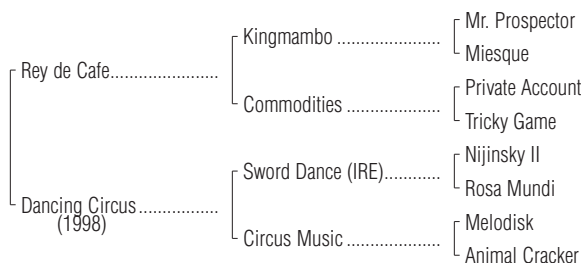 Mr. Prospector
Kingmambo
Miesque
Rey de Cafe
Private Account
Commodities
Tricky Game
Nijinsky II
Sword Dance (IRE)
Rosa Mundi
Dancing Circus
(1998)
Melodisk
Circus Music
Animal Cracker